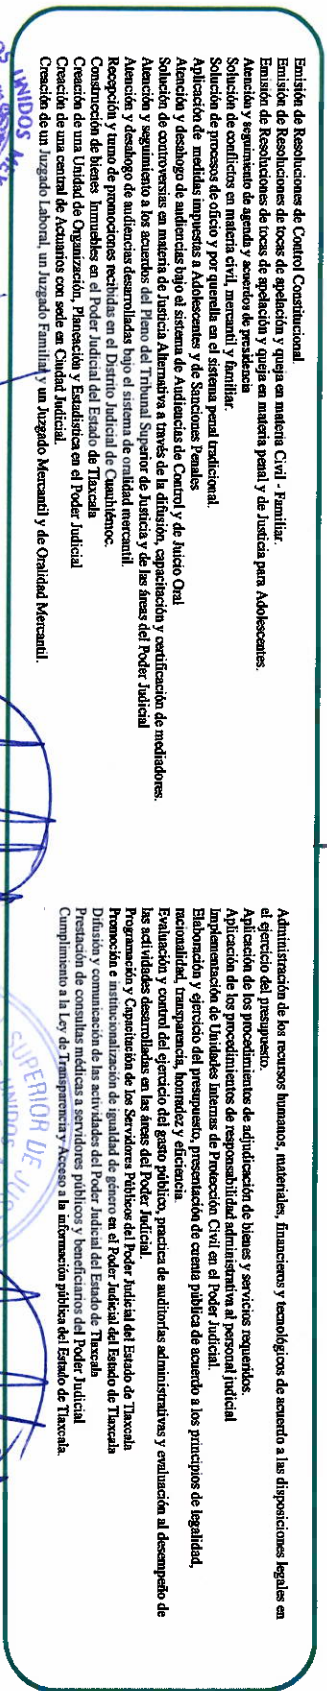 Emisión de Resoluciones de Control Constitucional
Emisión de Resoluciones de tocas de apelación y queja en materia Civil - Familiar.
Emisión de Resoluciones de tocas de apelación y queja en materia penal y de Justicia para Adolescentes.
Atención y seguimiento de agenda y acuerdos de presidencia
Solución de conflictos en materia civil, mercantil y familiar.
Solución de procesos de oficio y por querella en el sistema penal tradicional.
Aplicación de medidas impuestas a Adolescentes y de Sanciones Penales
Atención y desahogo de audiencias bajo el sistema de Audiencias de Control y de Juicio Oral
Solución de controversias en materia de Justicia Alternativa a través de la difusión, capacitación y certificación de mediadores.
Atención y seguimiento a los acuerdos del Pleno del Tribunal Superior de Justicia y de las áreas del Poder Judicial
Atención y desahogo de audiencias desarrolladas bajo el sistema de oralidad mercantil.
Recepción y turno de promociones recibidas en el Distrito Judicial de Cuauhtémoc.
Construcción de bienes Inmuebles en el Poder Judicial del Estado de Tlaxcala
Creación de una Unidad de Organización, Planeación y Estadística en el Poder Judicial
Creación de una central de Actuarios con sede en Ciudad Judicial.
Creación de un Juzgado Laboral, un Juzgado Familiar y un Juzgado Mercantil y de Oralidad Mercantil.
Administración de los recursos humanos, materiales, financieros y tecnológicos de acuerdo a las disposiciones legales en
el ejercicio del presupuesto.
Aplicación de los procedimientos de adjudicación de bienes y servicios requeridos.
Aplicación de los procedimientos de responsabilidad administrativa al personal judicial
Implementación de Unidades Internas de Protección Civil en el Poder Judicial.
Elaboración y ejercicio del presupuesto, presentación de cuenta pública de acuerdo a los principios de legalidad,
racionalidad, transparencia, honradez y eficiencia.
Evaluación y control del ejercicio del gasto público, practica de auditorías administrativas y evaluación al desempeño de
las actividades desarrolladas en las áreas del Poder Judicial.
Programación y Capacitación de los Servidores Públicos del Poder Judicial del Estado de Tlaxcala
Promoción e institucionalización de igualdad de género en el Poder Judicial del Estado de Tlaxcala
Difusión y comunicación de las actividades del Poder Judicial del Estado de Tlaxcala
Prestación de consultas médicas a servidores públicos y beneficiarios del Poder Judicial
Cumplimiento a la Ley de Transparencia y Acceso a la información pública del Estado de Tlaxcala.
UNIDOS
SUPERIOR DE
UNIDOS